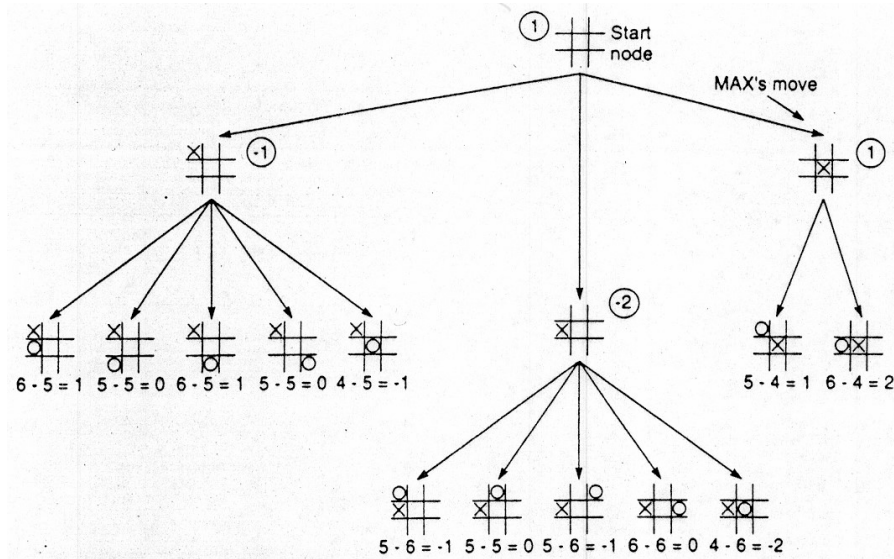 1
Start
node
MAX's move
-1
1
-2
6 - 5 = 1
5 - 5 = 0
6 - 5 = 1
5 - 5 = 0
4 - 5 = -1
5 - 4 = 1
6 - 4 = 2
5 - 6 = -1
5 - 5 = 0
5 - 6 = -1
6 - 6 = 0
4 - 6 = -2